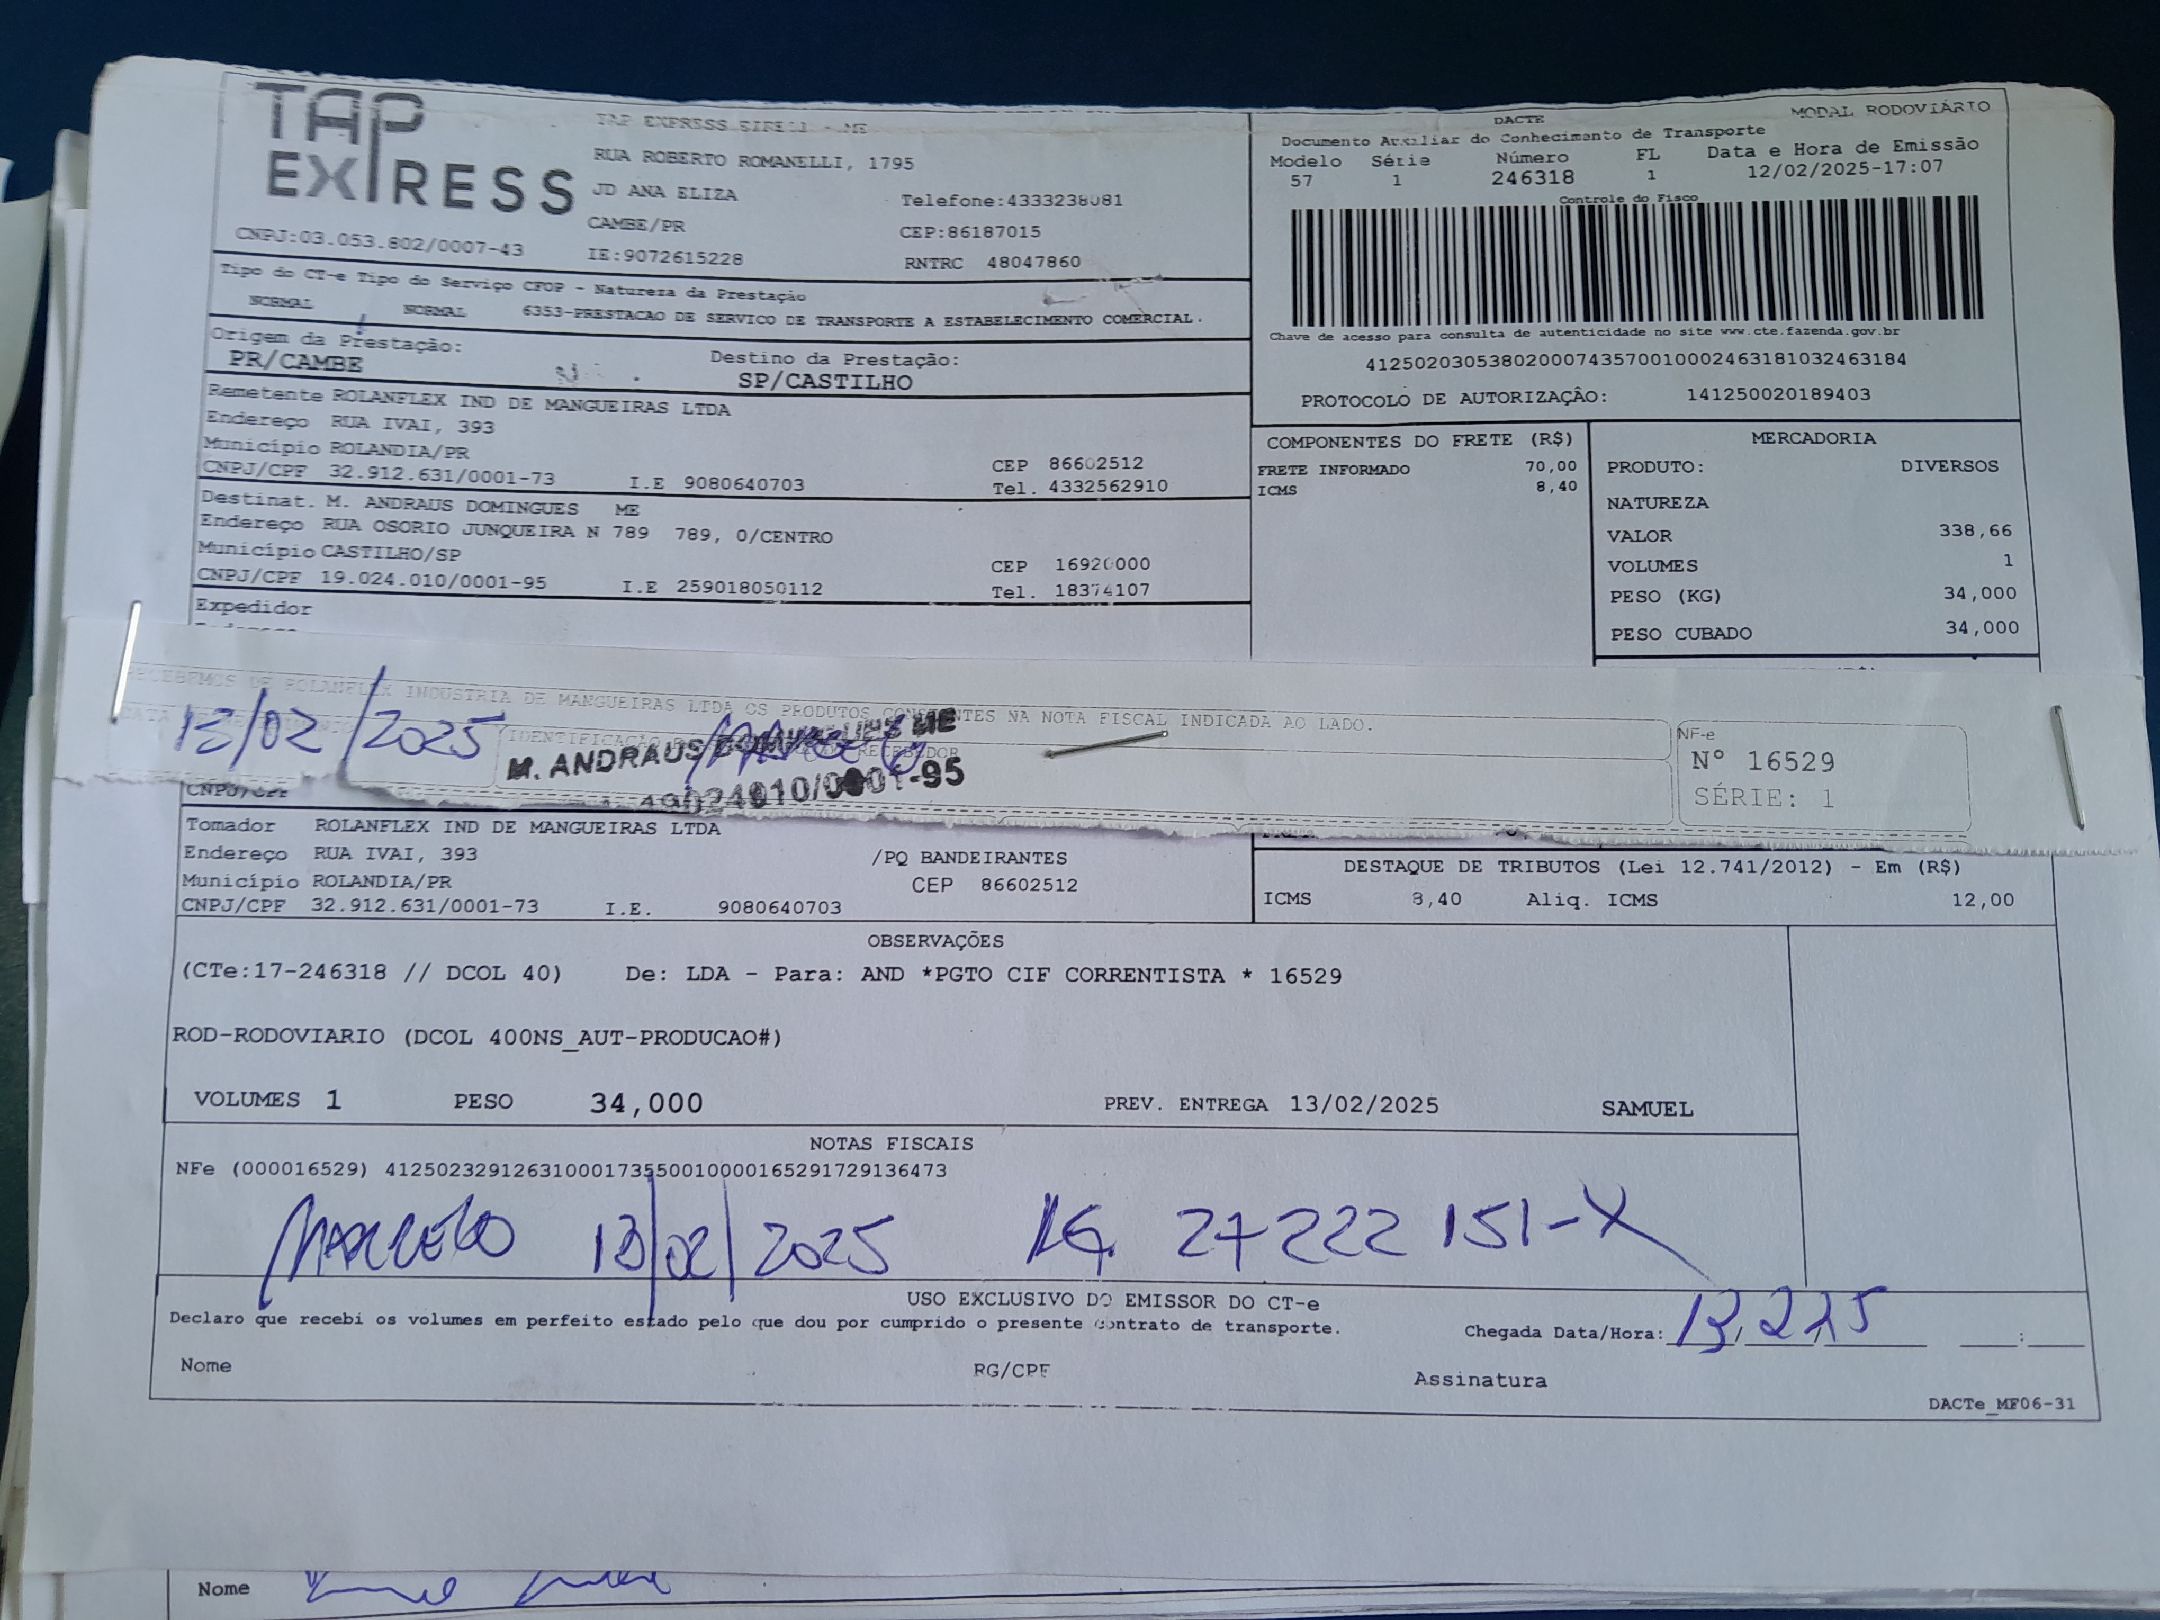 TAP
EXPRESS
TAP EXPRESS EIRELI - ME
RUA ROBERTO ROMANELLI, 1795
JD ANA ELIZA
Telefone:4333238081
CAMBE/PR
CEP:86187015
CNPJ:03.053.802/0007-43
IE:9072615228
RNTRC 48047860
DACTE
MODAL RODOVIÁRIO
Documento Auxiliar do Conhecimento de Transporte
Modelo Série Número FL Data e Hora de Emissão
57 1 246318 1 12/02/2025-17:07
Controle do Fisco
Chave de acesso para consulta de autenticidade no site www.cte.fazenda.gov.br
41250203053802000743570010002463181032463184
PROTOCOLO DE AUTORIZAÇÂO: 141250020189403
Tipo do CT-e Tipo do Serviço CFOP - Natureza da Prestação
NORMAL NORMAL 6353-PRESTACAO DE SERVICO DE TRANSPORTE A ESTABELECIMENTO COMERCIAL.
Origem da Prestação: Destino da Prestação:
PR/CAMBE SP/CASTILHO
Remetente ROLANFLEX IND DE MANGUEIRAS LTDA
Endereço RUA IVAI, 393
Município ROLANDIA/PR CEP 86602512
CNPJ/CPF 32.912.631/0001-73 I.E 9080640703 Tel. 4332562910
Destinat. M. ANDRAUS DOMINGUES ME
Endereço RUA OSORIO JUNQUEIRA N 789 789, 0/CENTRO
Município CASTILHO/SP CEP 16920000
CNPJ/CPF 19.024.010/0001-95 I.E 259018050112 Tel. 18374107
Expedidor
COMPONENTES DO FRETE (R$)
FRETE INFORMADO 70,00
ICMS 8,40
MERCADORIA
PRODUTO: DIVERSOS
NATUREZA
VALOR 338,66
VOLUMES 1
PESO (KG) 34,000
PESO CUBADO 34,000
RECEBEMOS DE ROLANFLEX INDUSTRIA DE MANGUEIRAS LTDA OS PRODUTOS CONSTANTES NA NOTA FISCAL INDICADA AO LADO.
13/02/2025
M. ANDRAUS DOMINGUES ME
19024010/0001-95
NF-e
Nº 16529
SÉRIE: 1
CNPJ/CPF
Tomador ROLANFLEX IND DE MANGUEIRAS LTDA
Endereço RUA IVAI, 393 /PQ BANDEIRANTES
Município ROLANDIA/PR CEP 86602512
CNPJ/CPF 32.912.631/0001-73 I.E. 9080640703
DESTAQUE DE TRIBUTOS (Lei 12.741/2012) - Em (R$)
ICMS 8,40 Aliq. ICMS 12,00
OBSERVAÇÕES
(CTe:17-246318 // DCOL 40) De: LDA - Para: AND *PGTO CIF CORRENTISTA * 16529
ROD-RODOVIARIO (DCOL 400NS_AUT-PRODUCAO#)
VOLUMES 1 PESO 34,000 PREV. ENTREGA 13/02/2025 SAMUEL
NOTAS FISCAIS
NFe (000016529) 41250232912631000173550010000165291729136473
MARCELO 13/02/2025 RG 27222151-X
USO EXCLUSIVO DO EMISSOR DO CT-e
Declaro que recebi os volumes em perfeito estado pelo que dou por cumprido o presente contrato de transporte.
Chegada Data/Hora: 13/2/25 :
Nome RG/CPF Assinatura
DACTe_MF06-31
Nome